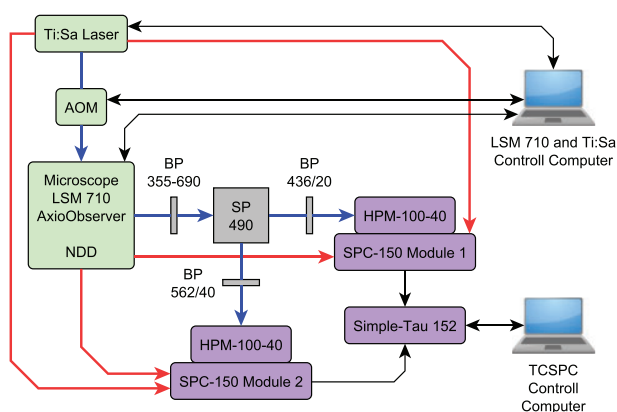 Ti:Sa Laser
AOM
LSM 710 and Ti:Sa
Controll Computer
Microscope
LSM 710
AxioObserver
NDD
BP
355-690
SP
490
BP
436/20
HPM-100-40
SPC-150 Module 1
BP
562/40
HPM-100-40
SPC-150 Module 2
Simple-Tau 152
TCSPC
Controll
Computer